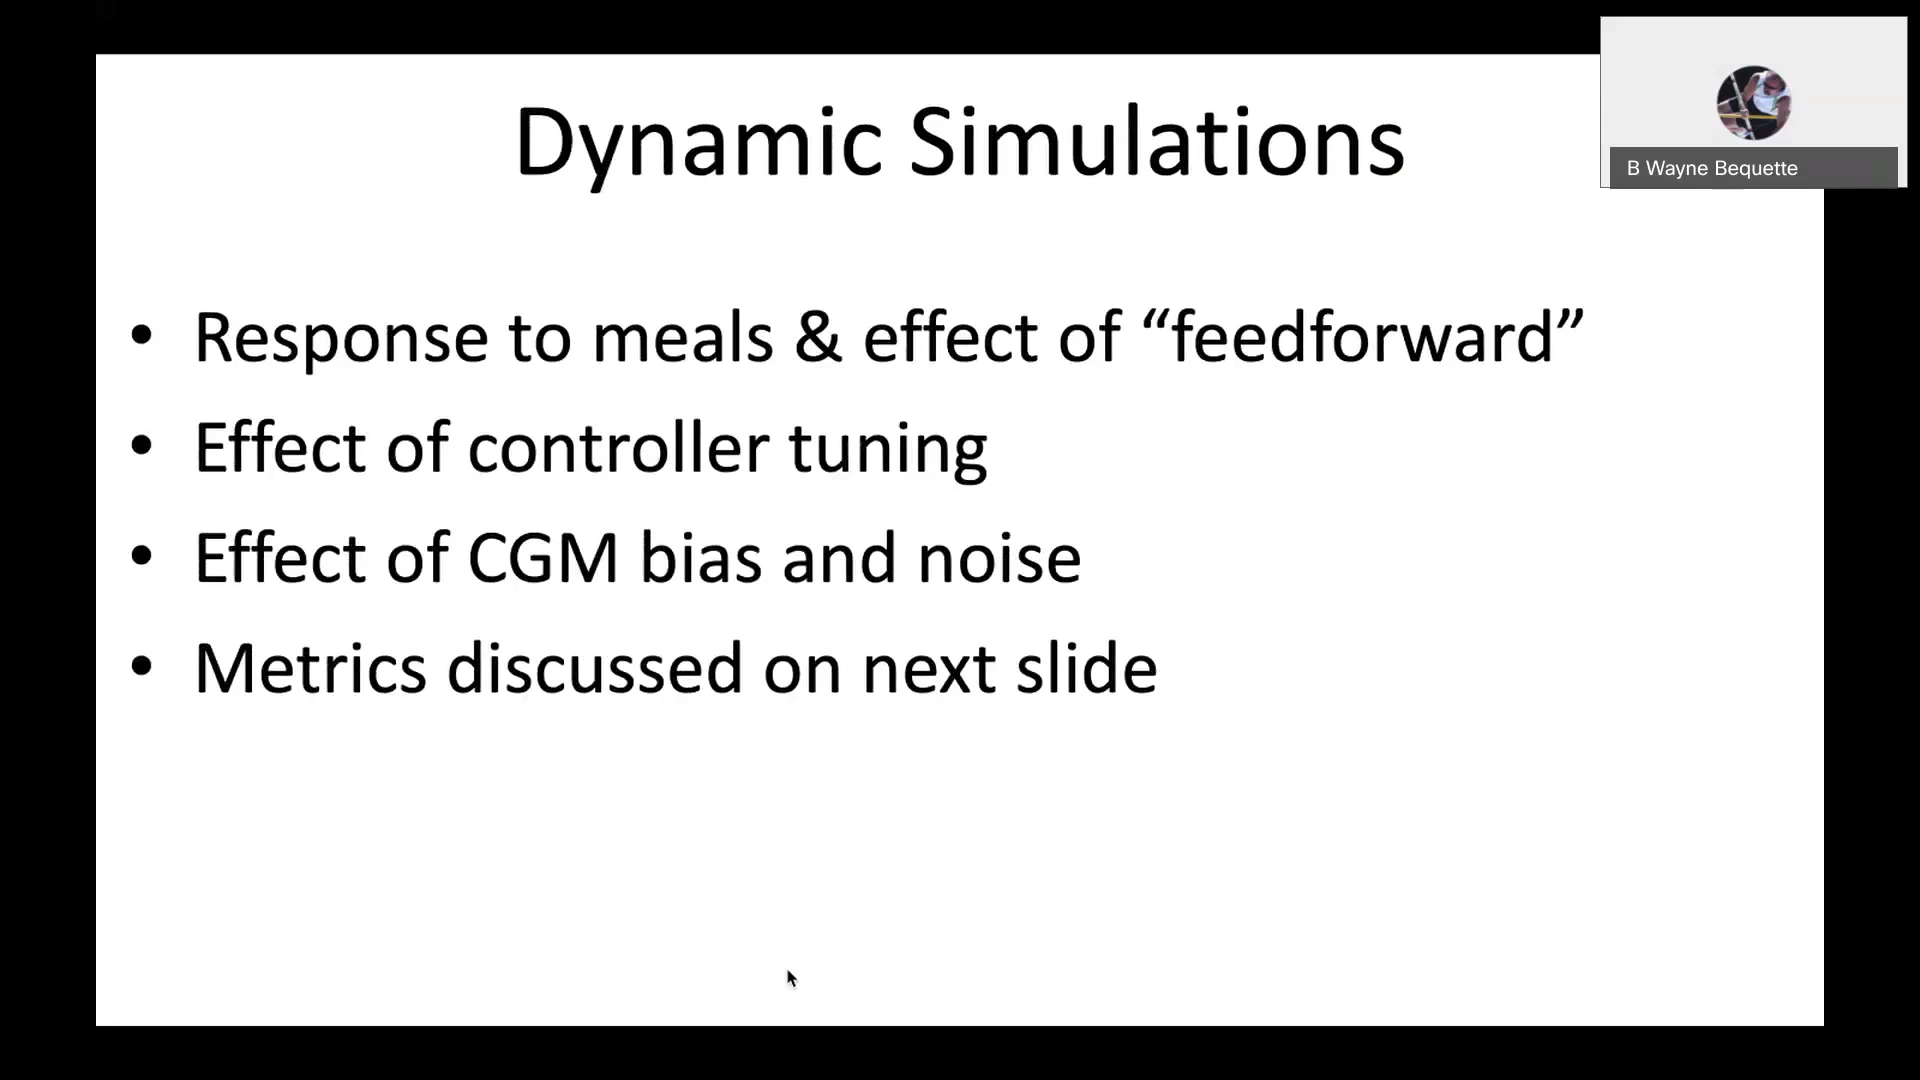 Dynamic Simulations
B Wayne Bequette
• Response to meals & effect of “feedforward”
• Effect of controller tuning
• Effect of CGM bias and noise
• Metrics discussed on next slide